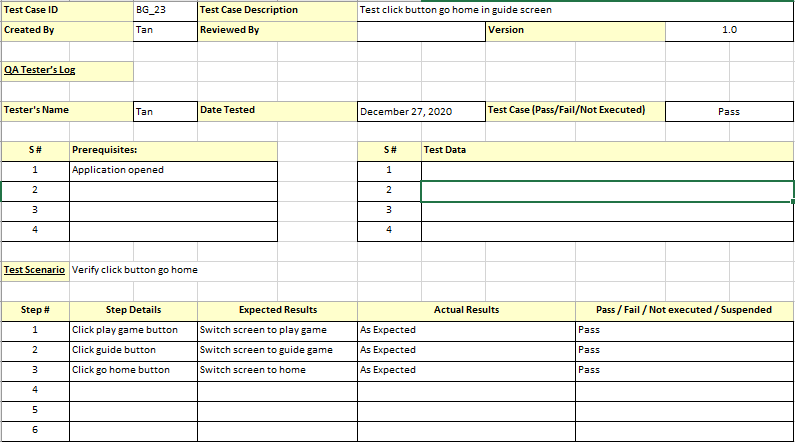 Test Case ID BG_23 Test Case Description Test click button go home in guide screen
Created By Tan Reviewed By Version 1.0
QA Tester's Log
Tester's Name Tan Date Tested December 27, 2020 Test Case (Pass/Fail/Not Executed) Pass
S # Prerequisites: S # Test Data
1 Application opened 1
2 2
3 3
4 4
Test Scenario Verify click button go home
Step # Step Details Expected Results Actual Results Pass / Fail / Not executed / Suspended
1 Click play game button Switch screen to play game As Expected Pass
2 Click guide button Switch screen to guide game As Expected Pass
3 Click go home button Switch screen to home As Expected Pass
4
5
6